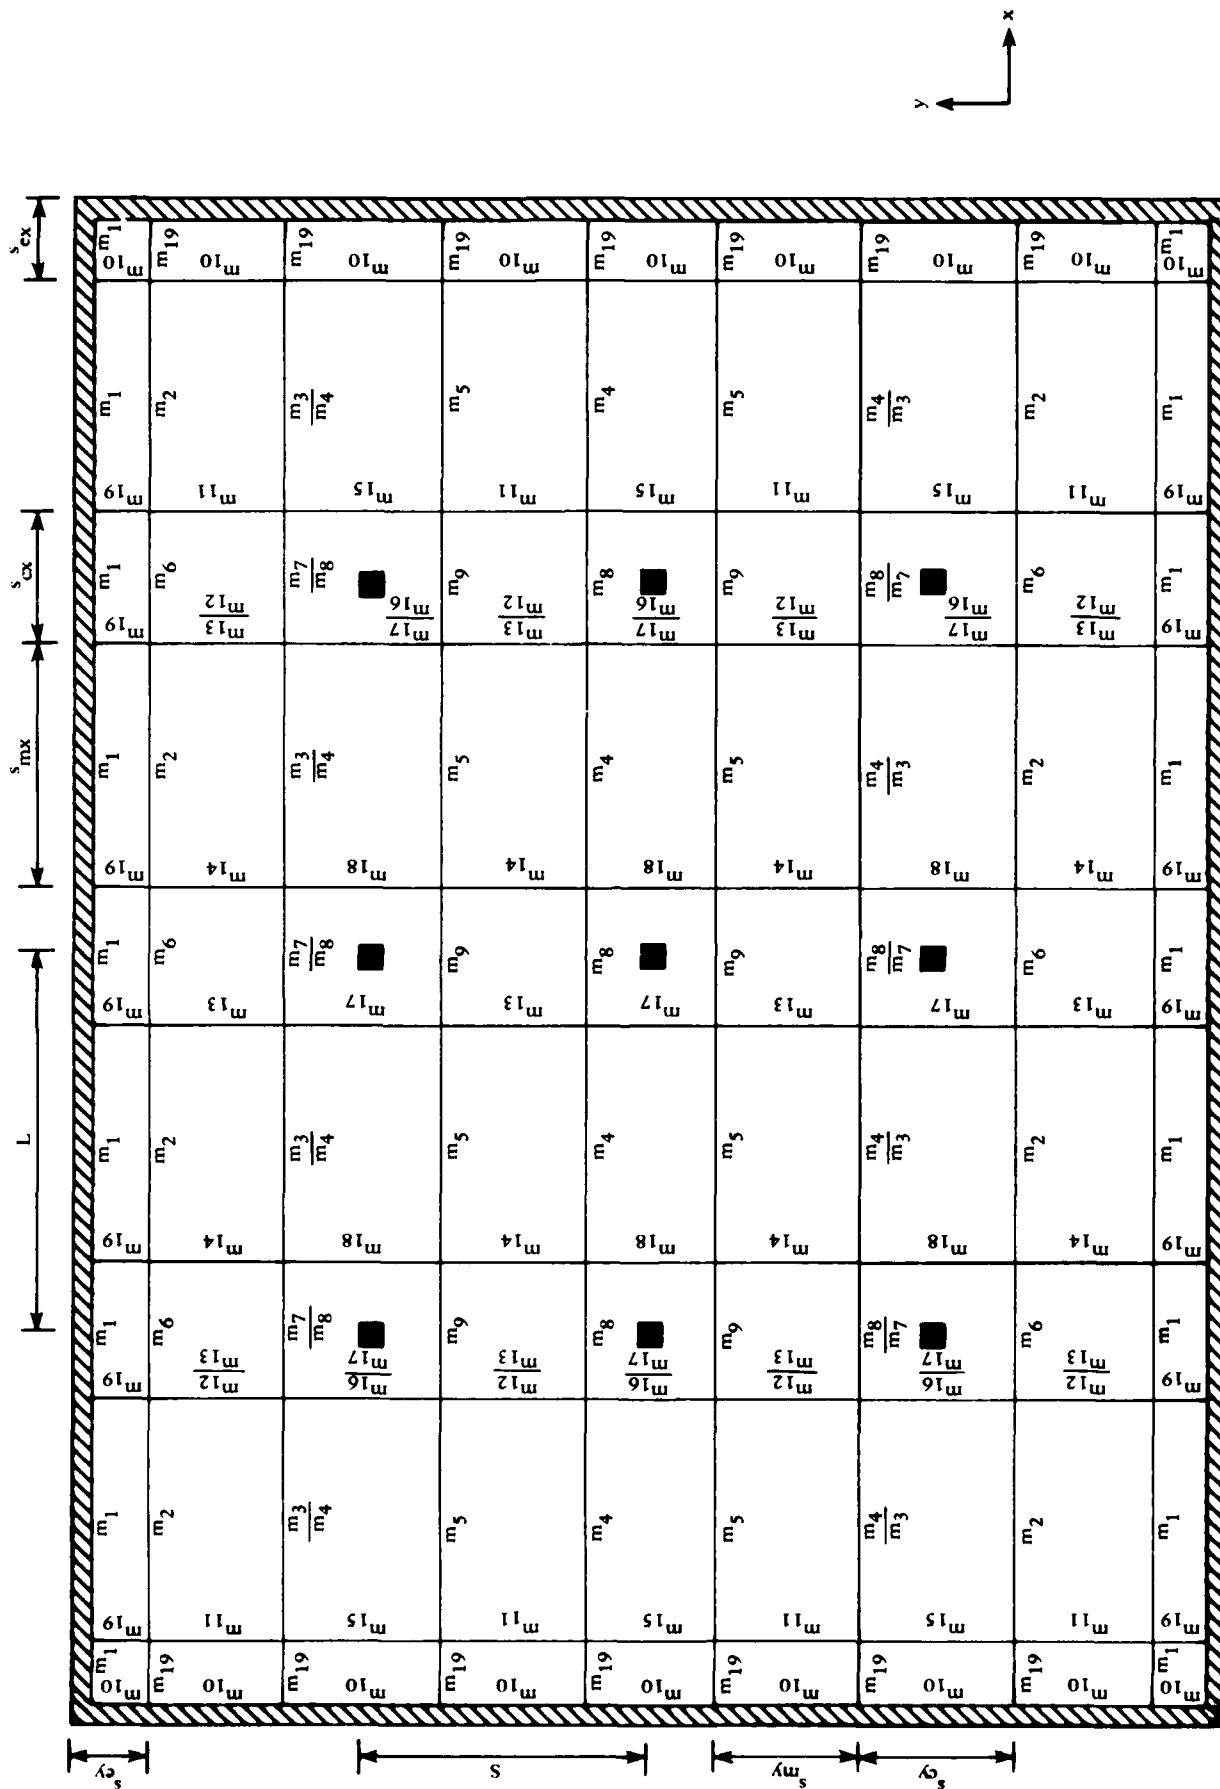 L s_mx s_cx s_ex
s_ey m_1 m_1 m_1 m_1 m_1 m_1 m_1 m_1 m_1
m_10 m_19 m_19 m_19 m_19 m_19 m_19 m_19 m_10
m_19 m_2 m_6 m_2 m_6 m_2 m_6 m_2 m_19
m_10 m_11 m_12/m_13 m_14 m_13 m_14 m_13/m_12 m_11 m_10
m_19 m_3/m_4 m_7/m_8 m_3/m_4 m_7/m_8 m_3/m_4 m_7/m_8 m_3/m_4 m_19
m_10 m_15 m_16/m_17 m_18 m_17 m_18 m_17/m_16 m_15 m_10
S
m_19 m_5 m_9 m_5 m_9 m_5 m_9 m_5 m_19
m_10 m_11 m_12/m_13 m_14 m_13 m_14 m_13/m_12 m_11 m_10
m_19 m_4 m_8 m_4 m_8 m_4 m_8 m_4 m_19
m_10 m_15 m_16/m_17 m_18 m_17 m_18 m_17/m_16 m_15 m_10
s_my
m_19 m_5 m_9 m_5 m_9 m_5 m_9 m_5 m_19
m_10 m_11 m_12/m_13 m_14 m_13 m_14 m_13/m_12 m_11 m_10
s_cy
m_19 m_4/m_3 m_8/m_7 m_4/m_3 m_8/m_7 m_4/m_3 m_8/m_7 m_4/m_3 m_19
m_10 m_15 m_16/m_17 m_18 m_17 m_18 m_17/m_16 m_15 m_10
m_19 m_2 m_6 m_2 m_6 m_2 m_6 m_2 m_19
m_10 m_11 m_12/m_13 m_14 m_13 m_14 m_13/m_12 m_11 m_10
m_1 m_1 m_1 m_1 m_1 m_1 m_1 m_1 m_1
m_10 m_19 m_19 m_19 m_19 m_19 m_19 m_19 m_10
y
x